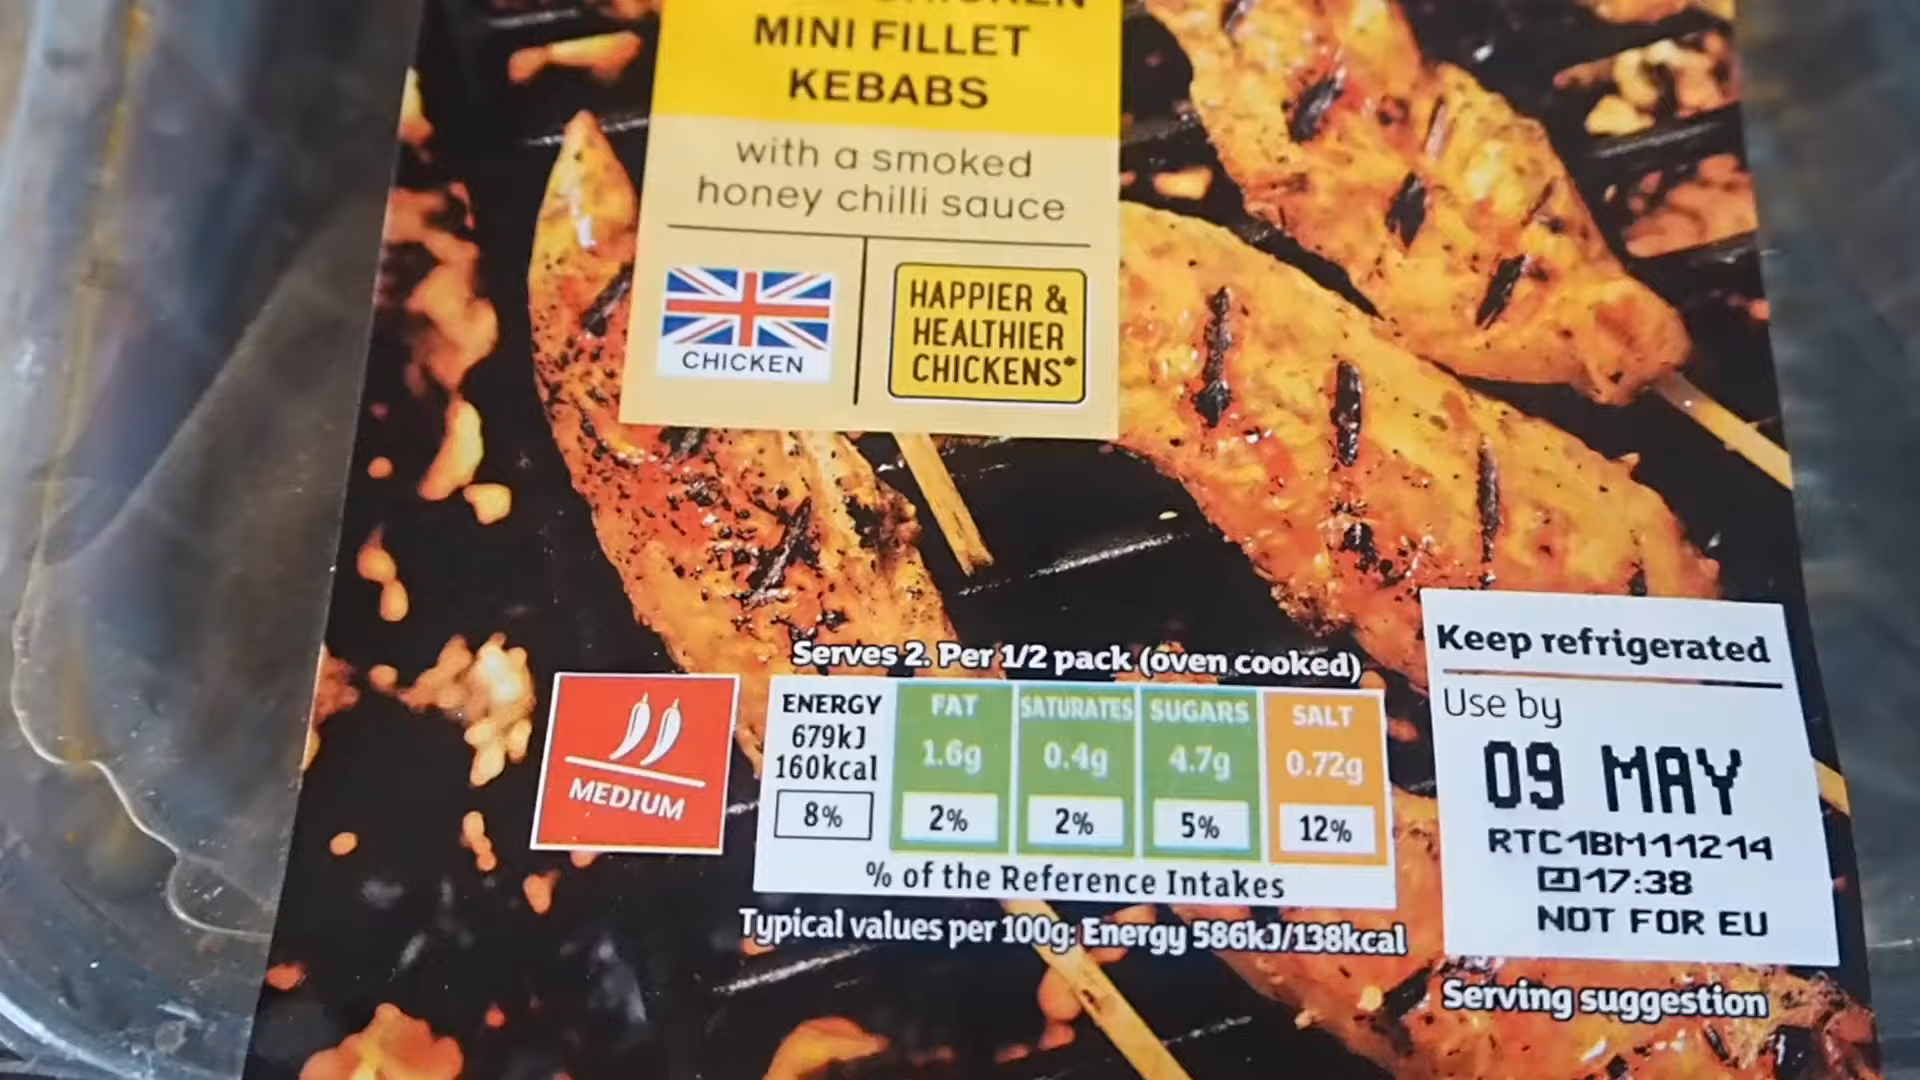 CHICKEN
MINI FILLET
KEBABS
with a smoked
honey chilli sauce
CHICKEN
HAPPIER &
HEALTHIER
CHICKENS*
Serves 2. Per 1/2 pack (oven cooked)
ENERGY
679kJ
160kcal
8%
FAT
1.6g
2%
SATURATES
0.4g
2%
SUGARS
4.7g
5%
SALT
0.72g
12%
% of the Reference Intakes
Typical values per 100g: Energy 586kJ/138kcal
MEDIUM
Keep refrigerated
Use by
09 MAY
RTC1BM11214
17:38
NOT FOR EU
Serving suggestion